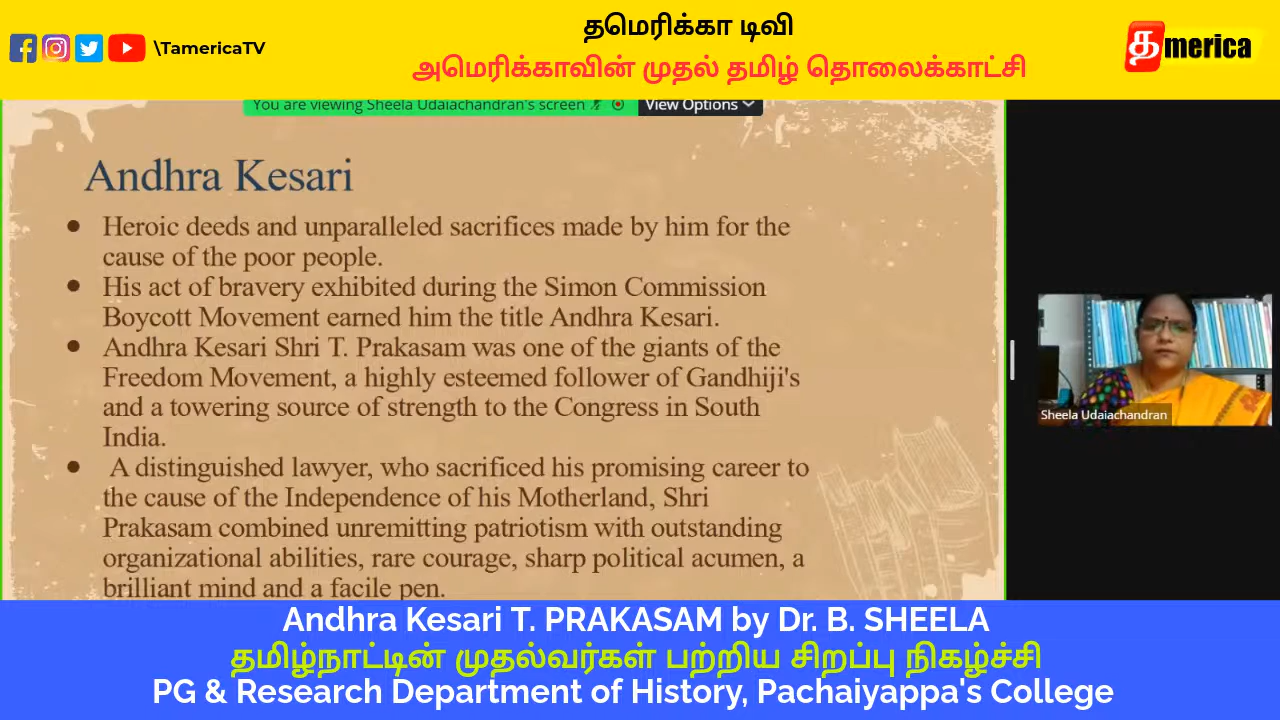 \TamericaTV
தமெரிக்கா டிவி
அமெரிக்காவின் முதல் தமிழ் தொலைக்காட்சி
தmerica
You are viewing Sheela Udaiachandran's screen
View Options
Andhra Kesari
● Heroic deeds and unparalleled sacrifices made by him for the
cause of the poor people.
● His act of bravery exhibited during the Simon Commission
Boycott Movement earned him the title Andhra Kesari.
● Andhra Kesari Shri T. Prakasam was one of the giants of the
Freedom Movement, a highly esteemed follower of Gandhiji's
and a towering source of strength to the Congress in South
India.
● A distinguished lawyer, who sacrificed his promising career to
the cause of the Independence of his Motherland, Shri
Prakasam combined unremitting patriotism with outstanding
organizational abilities, rare courage, sharp political acumen, a
brilliant mind and a facile pen.
Sheela Udaiachandran
Andhra Kesari T. PRAKASAM by Dr. B. SHEELA
தமிழ்நாட்டின் முதல்வர்கள் பற்றிய சிறப்பு நிகழ்ச்சி
PG & Research Department of History, Pachaiyappa's College